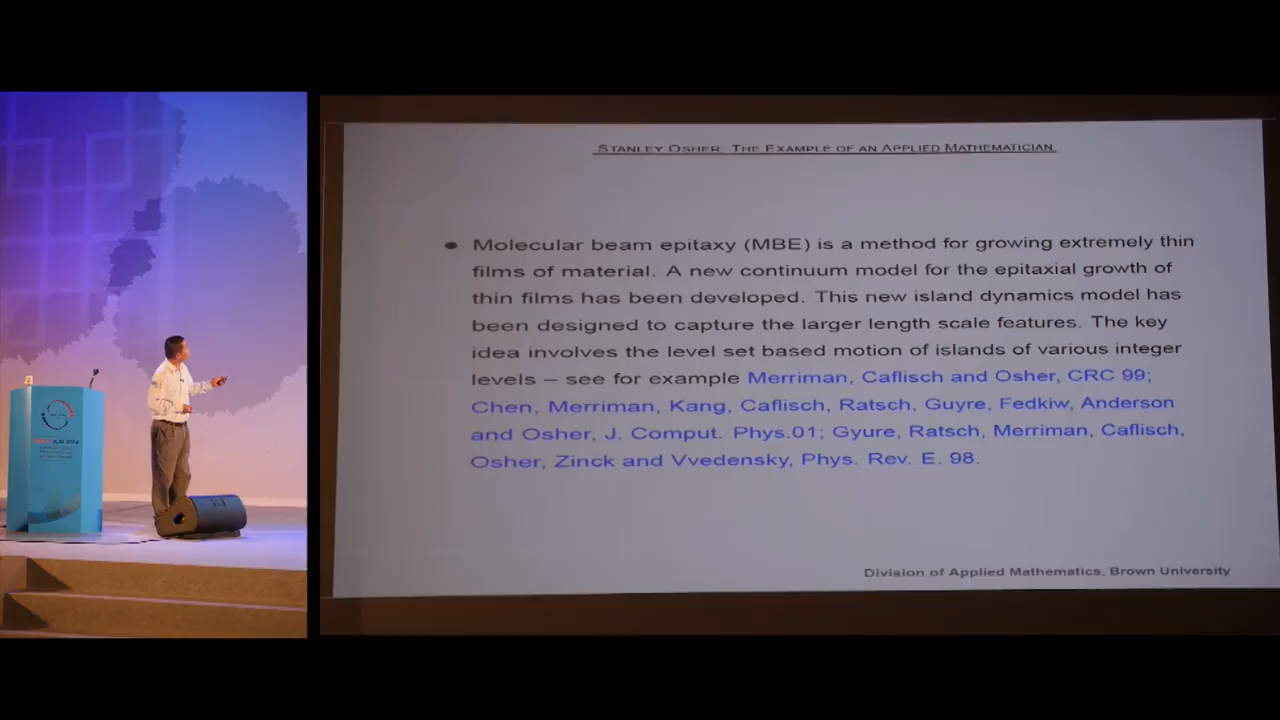 STANLEY OSHER: THE EXAMPLE OF AN APPLIED MATHEMATICIAN
• Molecular beam epitaxy (MBE) is a method for growing extremely thin
films of material. A new continuum model for the epitaxial growth of
thin films has been developed. This new island dynamics model has
been designed to capture the larger length scale features. The key
idea involves the level set based motion of islands of various integer
levels – see for example Merriman, Caflisch and Osher, CRC 99;
Chen, Merriman, Kang, Caflisch, Ratsch, Guyre, Fedkiw, Anderson
and Osher, J. Comput. Phys.01; Gyure, Ratsch, Merriman, Caflisch,
Osher, Zinck and Vvedensky, Phys. Rev. E. 98.
Division of Applied Mathematics, Brown University